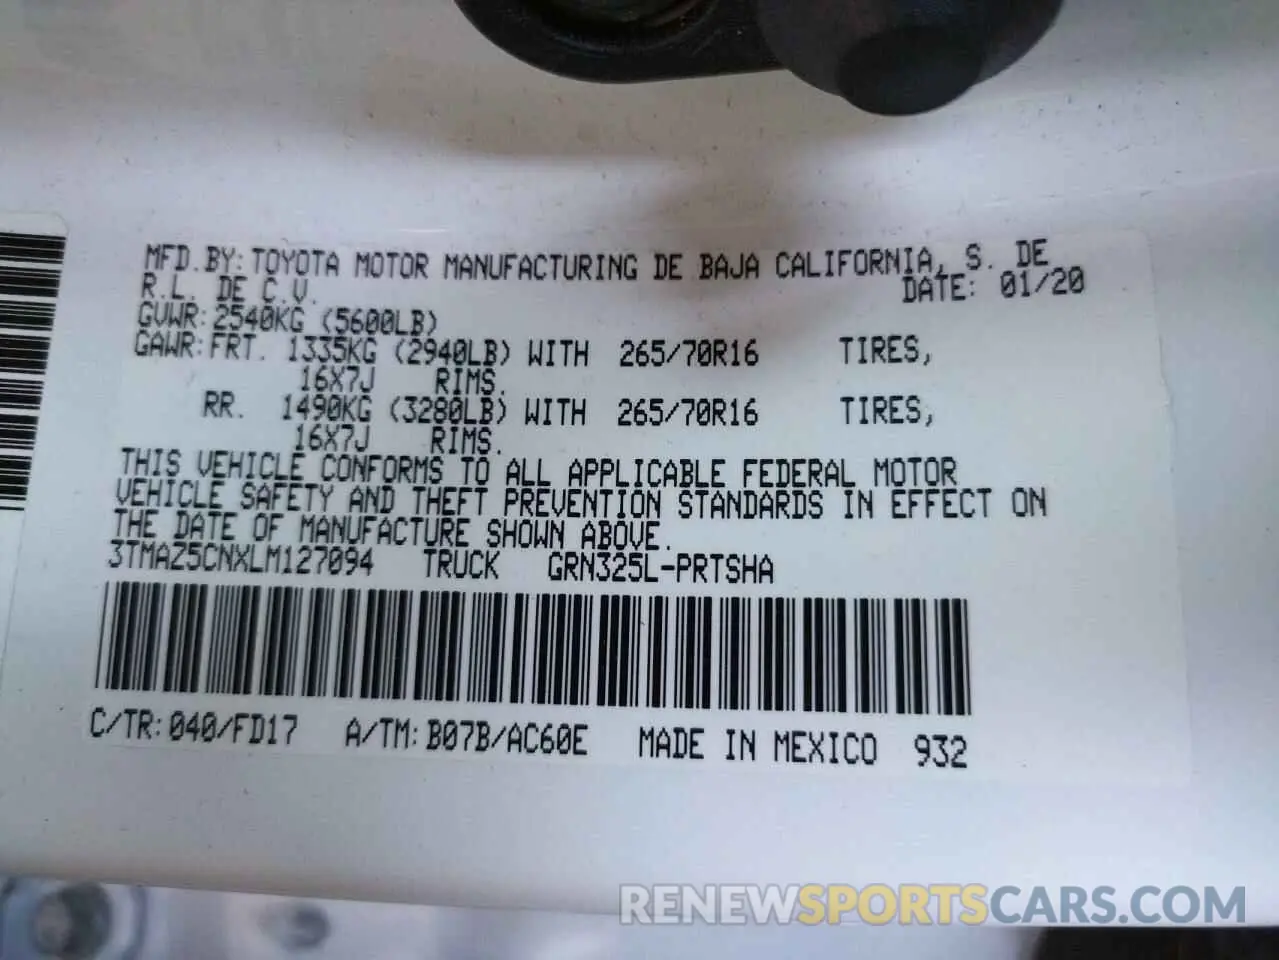 MFD.BY: TOYOTA MOTOR MANUFACTURING DE BAJA CALIFORNIA, S. DE
R.L. DE C.V. DATE: 01/20
GVWR: 2540KG (5600LB)
GAWR: FRT. 1335KG (2940LB) WITH 265/70R16 TIRES,
16X7J RIMS.
RR. 1490KG (3280LB) WITH 265/70R16 TIRES,
16X7J RIMS.
THIS VEHICLE CONFORMS TO ALL APPLICABLE FEDERAL MOTOR
VEHICLE SAFETY AND THEFT PREVENTION STANDARDS IN EFFECT ON
THE DATE OF MANUFACTURE SHOWN ABOVE.
3TMAZ5CNXLM127094 TRUCK GRN325L-PRTSHA
C/TR: 040/FD17 A/TM: B07B/AC60E MADE IN MEXICO 932
RENEWSPORTSCARS.COM